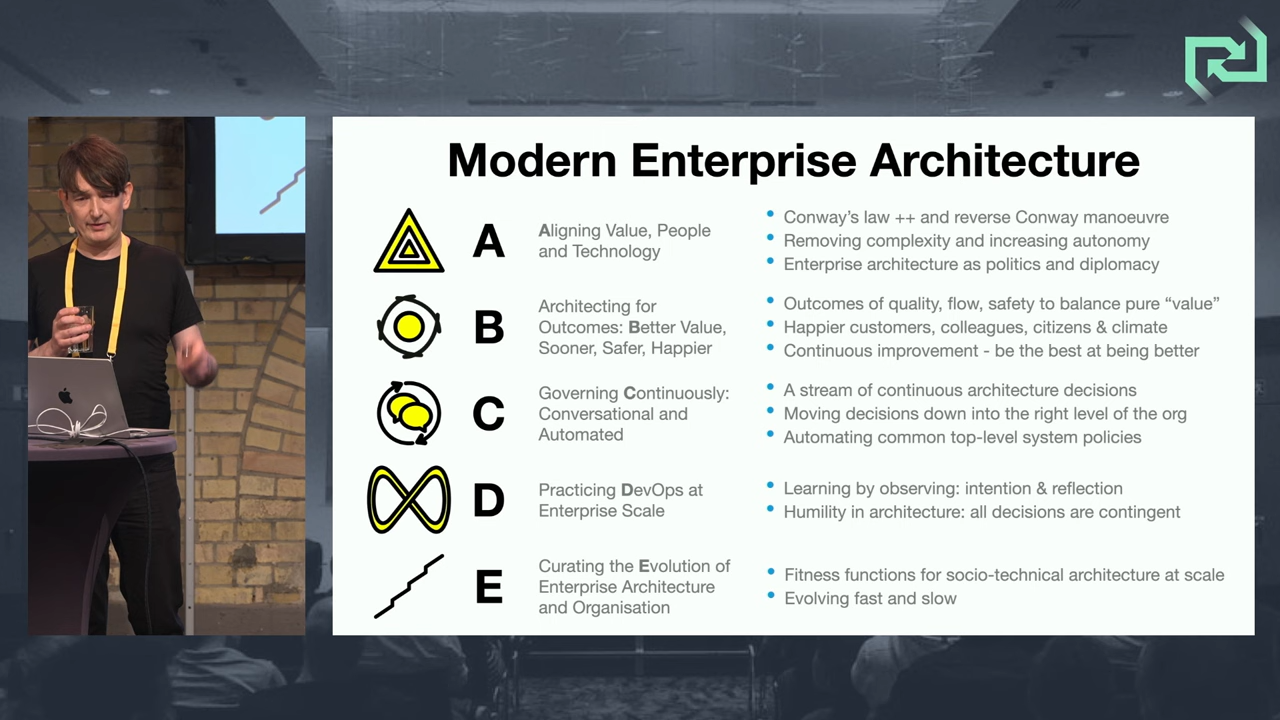 Modern Enterprise Architecture
A
Aligning Value, People
and Technology
• Conway’s law ++ and reverse Conway manoeuvre
• Removing complexity and increasing autonomy
• Enterprise architecture as politics and diplomacy
B
Architecting for
Outcomes: Better Value,
Sooner, Safer, Happier
• Outcomes of quality, flow, safety to balance pure “value”
• Happier customers, colleagues, citizens & climate
• Continuous improvement - be the best at being better
C
Governing Continuously:
Conversational and
Automated
• A stream of continuous architecture decisions
• Moving decisions down into the right level of the org
• Automating common top-level system policies
D
Practicing DevOps at
Enterprise Scale
• Learning by observing: intention & reflection
• Humility in architecture: all decisions are contingent
E
Curating the Evolution of
Enterprise Architecture
and Organisation
• Fitness functions for socio-technical architecture at scale
• Evolving fast and slow